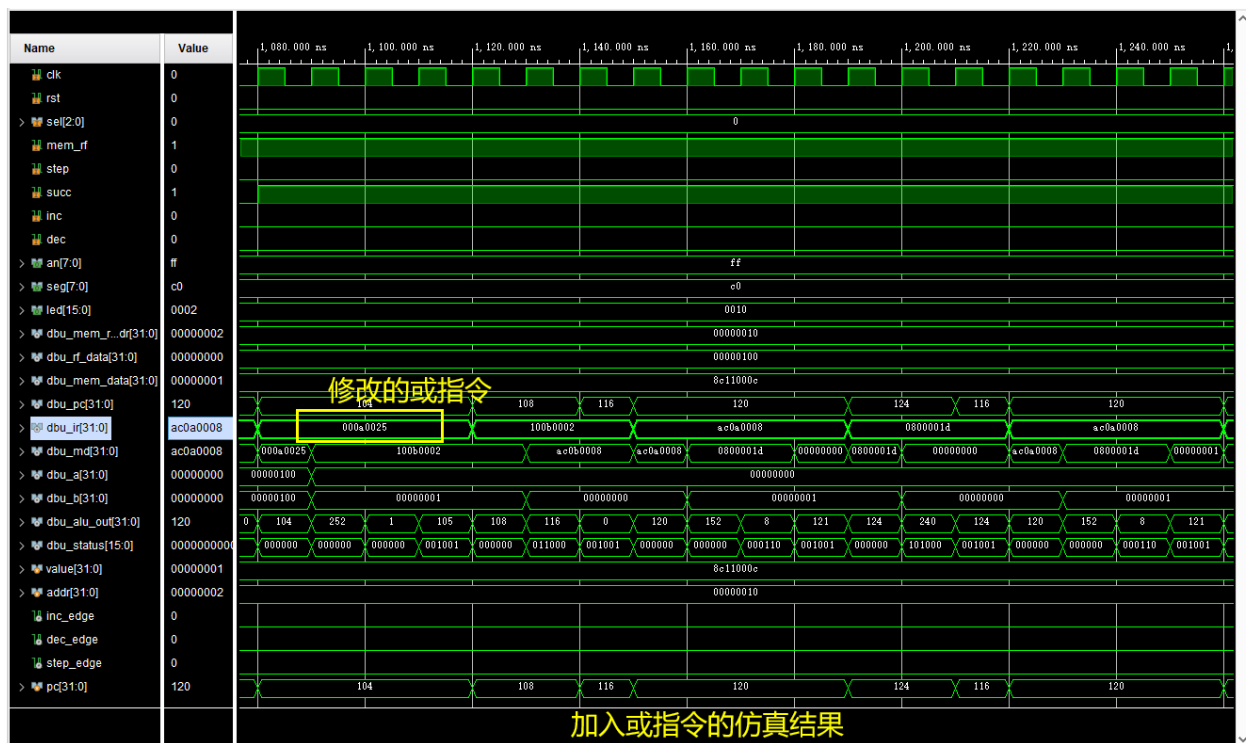 Name Value 1,080.000 ns 1,100.000 ns 1,120.000 ns 1,140.000 ns 1,160.000 ns 1,180.000 ns 1,200.000 ns 1,220.000 ns 1,240.000 ns 1,
clk 0
rst 0
sel[2:0] 0 0
mem_rf 1
step 0
succ 1
inc 0
dec 0
an[7:0] ff ff
seg[7:0] c0 c0
led[15:0] 0002 0010
dbu_mem_r...dr[31:0] 00000002 00000010
dbu_rf_data[31:0] 00000000 00000100
dbu_mem_data[31:0] 00000001 8c11000c
修改的或指令
dbu_pc[31:0] 120 104 108 116 120 124 116 120
dbu_ir[31:0] ac0a0008 000a0025 100b0002 ac0a0008 0800001d ac0a0008
dbu_md[31:0] ac0a0008 000a0025 100b0002 ac0b0008 ac0a0008 0800001d 00000000 0800001d 00000000 ac0a0008 0800001d 00000001
dbu_a[31:0] 00000000 00000100 00000000
dbu_b[31:0] 00000000 00000100 00000001 00000000 00000001 00000000 00000001
dbu_alu_out[31:0] 120 0 104 252 1 105 108 116 0 120 152 8 121 124 240 124 120 152 8 121
dbu_status[15:0] 0000000000 000000 000000 000000 001001 000000 011000 001001 000000 000000 000110 001001 000000 101000 001001 000000 000000 000110 001001
value[31:0] 00000001 8c11000c
addr[31:0] 00000002 00000010
inc_edge 0
dec_edge 0
step_edge 0
pc[31:0] 120 104 108 116 120 124 116 120
加入或指令的仿真结果